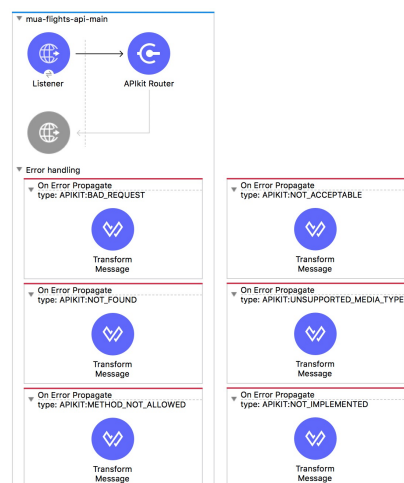 mua-flights-api-main
Listener
APIkit Router
Error handling
On Error Propagate
type: APIKIT:BAD_REQUEST
Transform
Message
On Error Propagate
type: APIKIT:NOT_ACCEPTABLE
Transform
Message
On Error Propagate
type: APIKIT:NOT_FOUND
Transform
Message
On Error Propagate
type: APIKIT:UNSUPPORTED_MEDIA_TYPE
Transform
Message
On Error Propagate
type: APIKIT:METHOD_NOT_ALLOWED
Transform
Message
On Error Propagate
type: APIKIT:NOT_IMPLEMENTED
Transform
Message